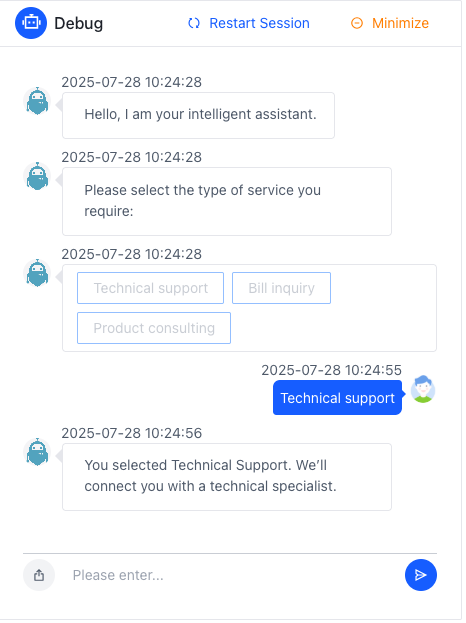 Debug
Restart Session
Minimize
2025-07-28 10:24:28
Hello, I am your intelligent assistant.
2025-07-28 10:24:28
Please select the type of service you
require:
2025-07-28 10:24:28
Technical support
Bill inquiry
Product consulting
2025-07-28 10:24:55
Technical support
2025-07-28 10:24:56
You selected Technical Support. We’ll
connect you with a technical specialist.
Please enter...